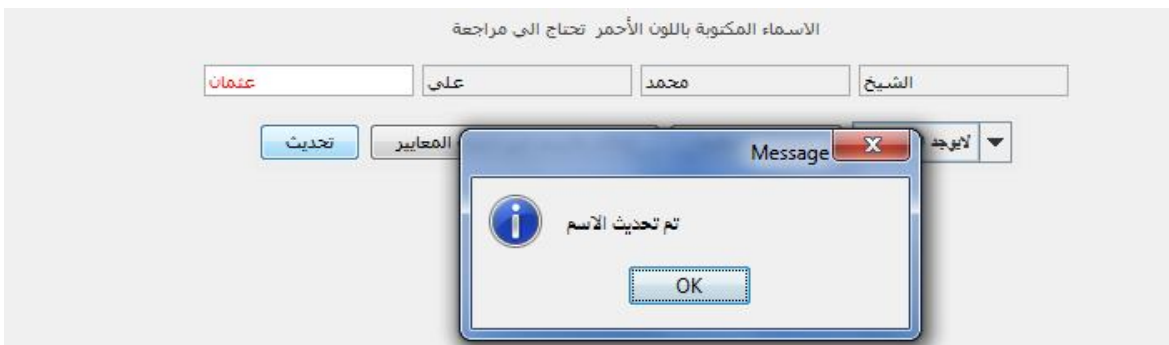 الاسماء المكتوبة باللون الأحمر تحتاج الى مراجعة
الشيخ محمد على عثمان
لايوجد المعايير تحديث
Message
تم تحديث الاسم
OK